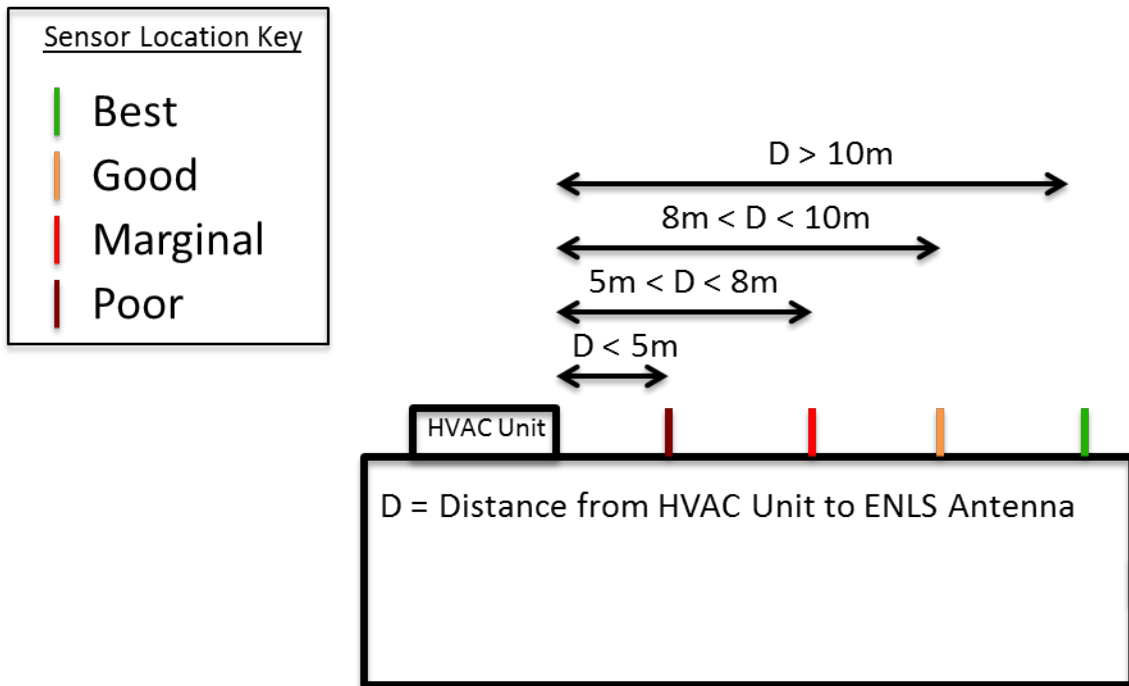 Sensor Location Key
Best
Good
Marginal
Poor
D > 10m
8m < D < 10m
5m < D < 8m
D < 5m
HVAC Unit
D = Distance from HVAC Unit to ENLS Antenna